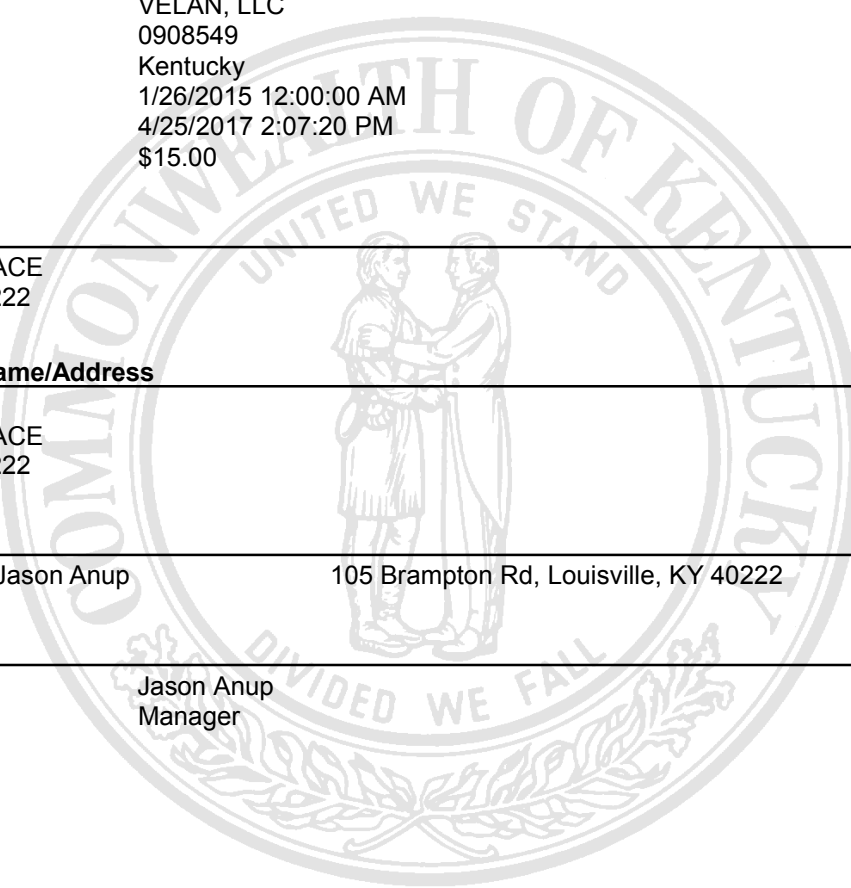 VELAN, LLC
0908549
Kentucky
1/26/2015 12:00:00 AM
4/25/2017 2:07:20 PM
$15.00
COMMONWEALTH OF KENTUCKY
UNITED WE STAND
ACE
222
ame/Address
ACE
222
Jason Anup 105 Brampton Rd, Louisville, KY 40222
DIVIDED WE FALL
Jason Anup
Manager